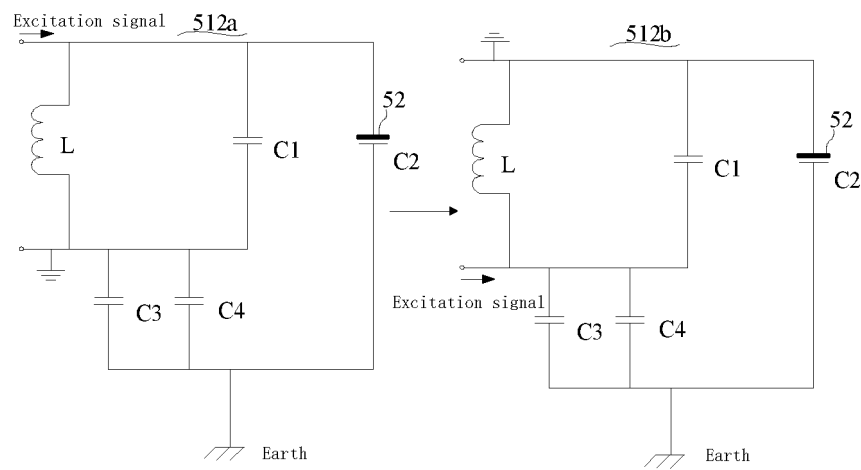 Excitation signal
512a
52
L
C1
C2
C3
C4
Earth
512b
52
L
C1
C2
Excitation signal
C3
C4
Earth